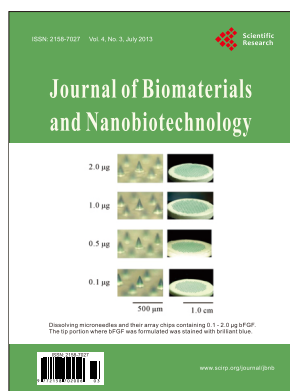 ISSN: 2158-7027 Vol. 4, No. 3, July 2013
Scientific
Research
Journal of Biomaterials
and Nanobiotechnology
2.0 μg
1.0 μg
0.5 μg
0.1 μg
500 μm 1.0 cm
Dissolving microneedles and their array chips containing 0.1 - 2.0 μg bFGF.
The tip portion where bFGF was formulated was stained with brilliant blue.
ISSN: 2158-7027
www.scirp.org/journal/jbnb